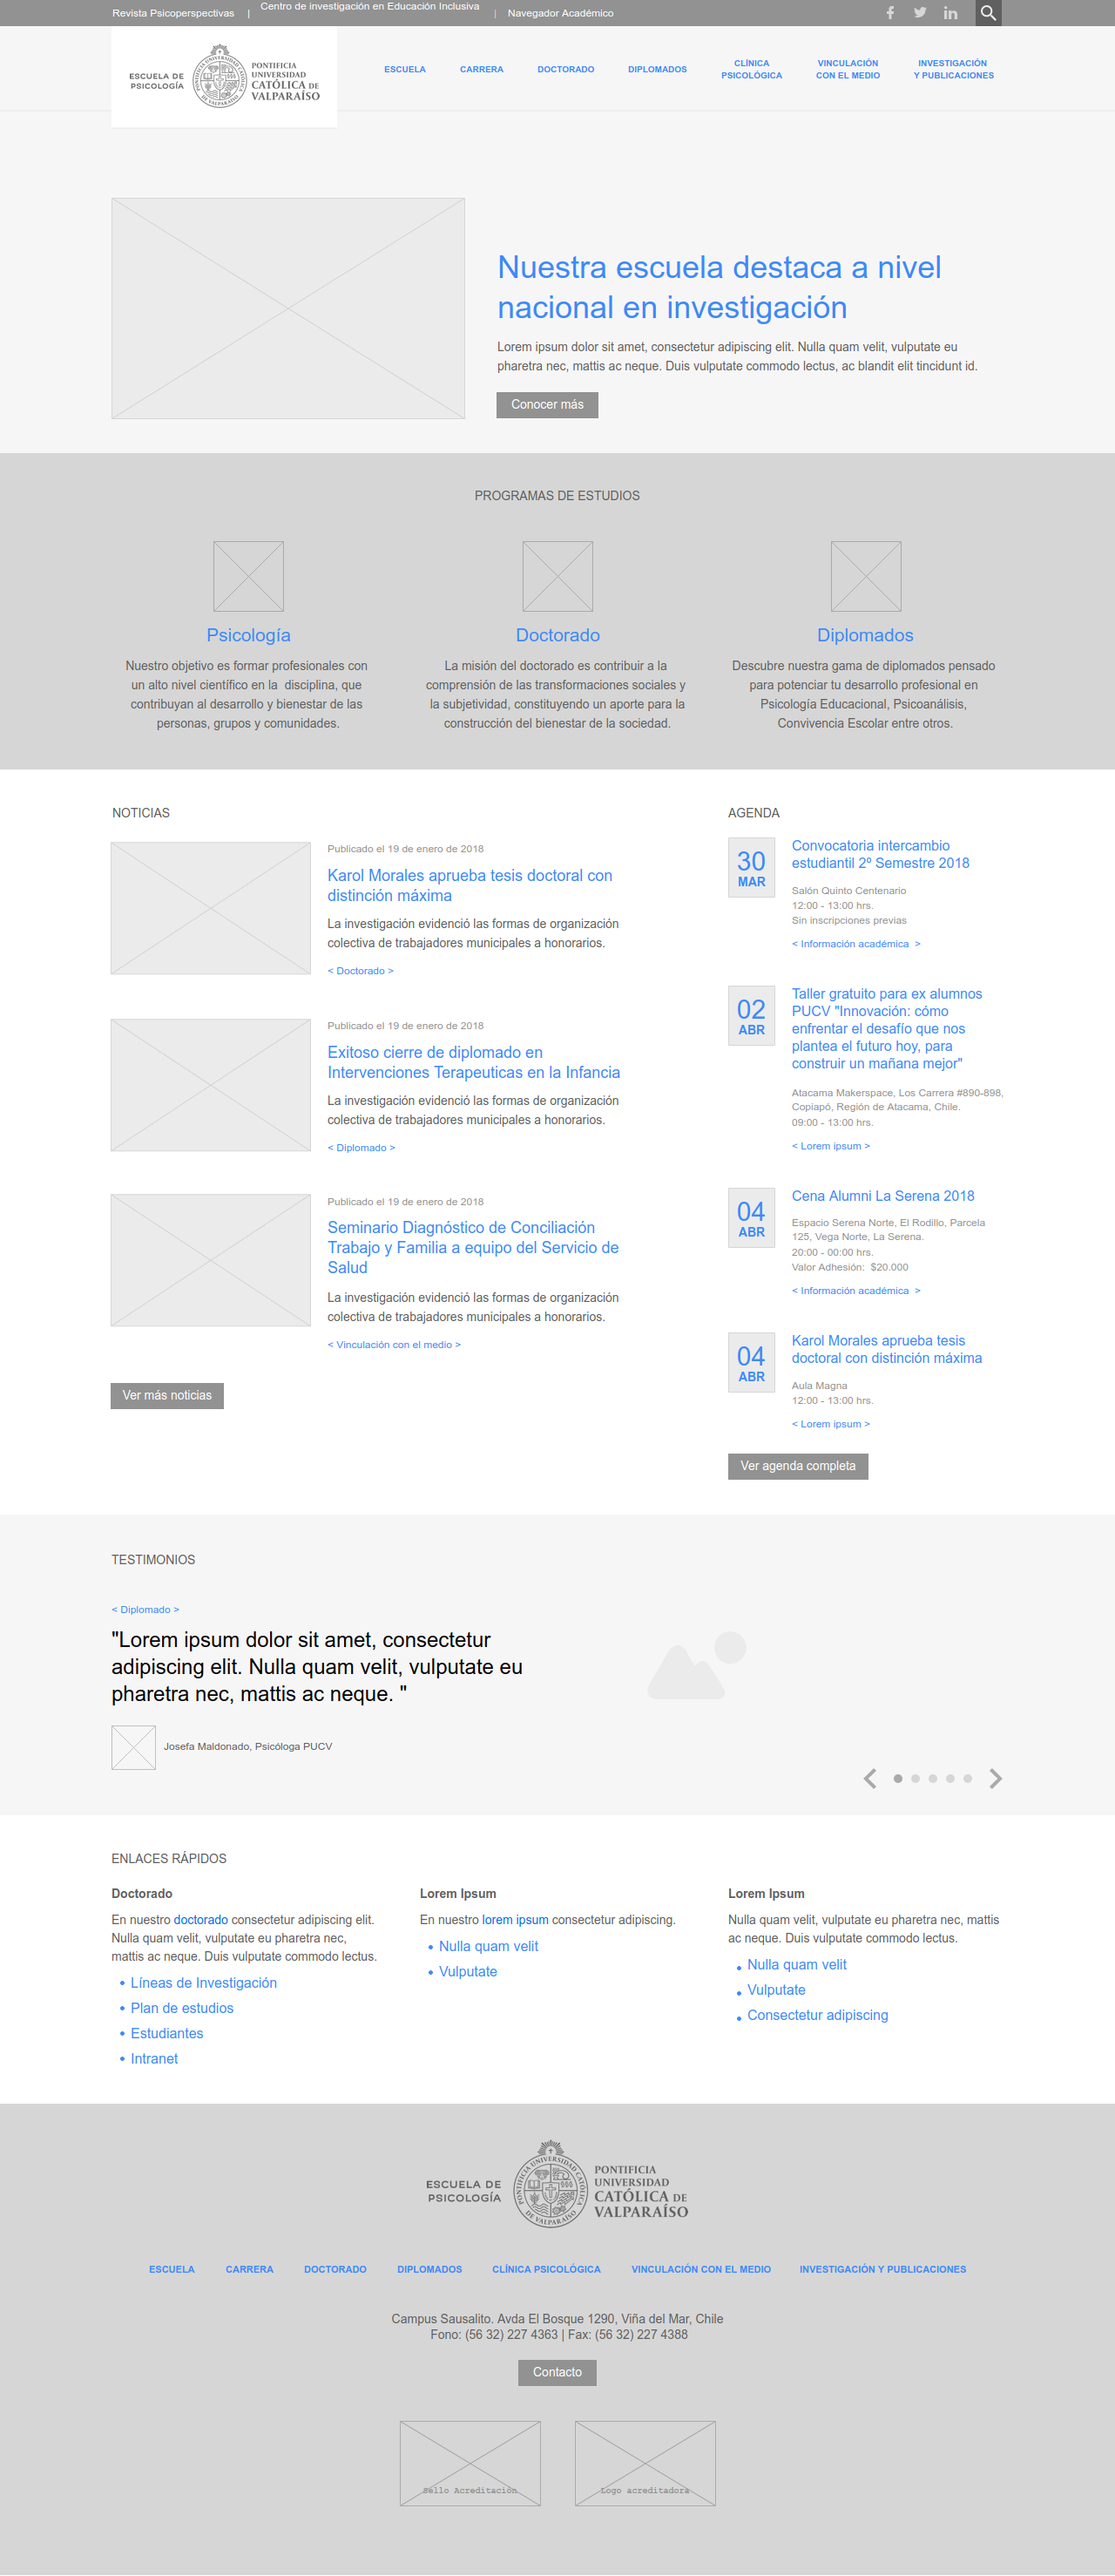 Revista Psicoperspectivas | Centro de investigación en Educación Inclusiva | Navegador Académico
ESCUELA DE
PSICOLOGÍA
PONTIFICIA
UNIVERSIDAD
CATÓLICA DE
VALPARAÍSO
ESCUELA
CARRERA
DOCTORADO
DIPLOMADOS
CLÍNICA
PSICOLÓGICA
VINCULACIÓN
CON EL MEDIO
INVESTIGACIÓN
Y PUBLICACIONES
Nuestra escuela destaca a nivel
nacional en investigación
Lorem ipsum dolor sit amet, consectetur adipiscing elit. Nulla quam velit, vulputate eu
pharetra nec, mattis ac neque. Duis vulputate commodo lectus, ac blandit elit tincidunt id.
Conocer más
PROGRAMAS DE ESTUDIOS
Psicología
Nuestro objetivo es formar profesionales con
un alto nivel científico en la  disciplina, que
contribuyan al desarrollo y bienestar de las
personas, grupos y comunidades.
Doctorado
La misión del doctorado es contribuir a la
comprensión de las transformaciones sociales y
la subjetividad, constituyendo un aporte para la
construcción del bienestar de la sociedad.
Diplomados
Descubre nuestra gama de diplomados pensado
para potenciar tu desarrollo profesional en
Psicología Educacional, Psicoanálisis,
Convivencia Escolar entre otros.
NOTICIAS
Publicado el 19 de enero de 2018
Karol Morales aprueba tesis doctoral con
distinción máxima
La investigación evidenció las formas de organización
colectiva de trabajadores municipales a honorarios.
< Doctorado >
Publicado el 19 de enero de 2018
Exitoso cierre de diplomado en
Intervenciones Terapeuticas en la Infancia
La investigación evidenció las formas de organización
colectiva de trabajadores municipales a honorarios.
< Diplomado >
Publicado el 19 de enero de 2018
Seminario Diagnóstico de Conciliación
Trabajo y Familia a equipo del Servicio de
Salud
La investigación evidenció las formas de organización
colectiva de trabajadores municipales a honorarios.
< Vinculación con el medio >
Ver más noticias
AGENDA
30
MAR
Convocatoria intercambio
estudiantil 2º Semestre 2018
Salón Quinto Centenario
12:00 - 13:00 hrs.
Sin inscripciones previas
< Información académica  >
02
ABR
Taller gratuito para ex alumnos
PUCV "Innovación: cómo
enfrentar el desafío que nos
plantea el futuro hoy, para
construir un mañana mejor"
Atacama Makerspace, Los Carrera #890-898,
Copiapó, Región de Atacama, Chile.
09:00 - 13:00 hrs.
< Lorem ipsum >
04
ABR
Cena Alumni La Serena 2018
Espacio Serena Norte, El Rodillo, Parcela
125, Vega Norte, La Serena.
20:00 - 00:00 hrs.
Valor Adhesión:  $20.000
< Información académica  >
04
ABR
Karol Morales aprueba tesis
doctoral con distinción máxima
Aula Magna
12:00 - 13:00 hrs.
< Lorem ipsum >
Ver agenda completa
TESTIMONIOS
< Diplomado >
"Lorem ipsum dolor sit amet, consectetur
adipiscing elit. Nulla quam velit, vulputate eu
pharetra nec, mattis ac neque. "
Josefa Maldonado, Psicóloga PUCV
ENLACES RÁPIDOS
Doctorado
En nuestro doctorado consectetur adipiscing elit.
Nulla quam velit, vulputate eu pharetra nec,
mattis ac neque. Duis vulputate commodo lectus.
• Líneas de Investigación
• Plan de estudios
• Estudiantes
• Intranet
Lorem Ipsum
En nuestro lorem ipsum consectetur adipiscing.
• Nulla quam velit
• Vulputate
Lorem Ipsum
Nulla quam velit, vulputate eu pharetra nec, mattis
ac neque. Duis vulputate commodo lectus.
• Nulla quam velit
• Vulputate
• Consectetur adipiscing
ESCUELA DE
PSICOLOGÍA
PONTIFICIA UNIVERSIDAD CATÓLICA
DE VALPARAÍSO
PONTIFICIA
UNIVERSIDAD
CATÓLICA DE
VALPARAÍSO
ESCUELA CARRERA DOCTORADO DIPLOMADOS CLÍNICA PSICOLÓGICA VINCULACIÓN CON EL MEDIO INVESTIGACIÓN Y PUBLICACIONES
Campus Sausalito. Avda El Bosque 1290, Viña del Mar, Chile
Fono: (56 32) 227 4363 | Fax: (56 32) 227 4388
Contacto
Sello Acreditación
Logo acreditadora